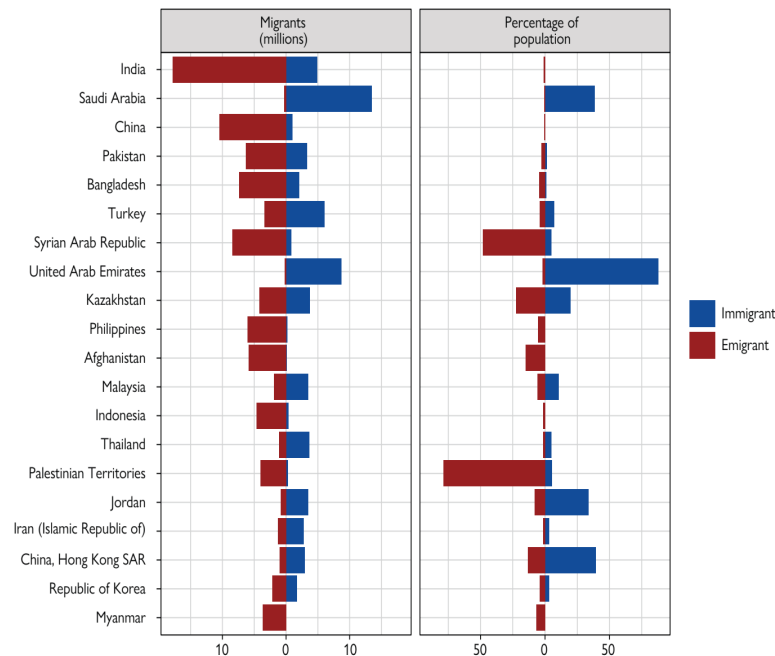 Migrants
(millions)
Percentage of
population
India
Saudi Arabia
China
Pakistan
Bangladesh
Turkey
Syrian Arab Republic
United Arab Emirates
Kazakhstan
Philippines
Afghanistan
Malaysia
Indonesia
Thailand
Palestinian Territories
Jordan
Iran (Islamic Republic of)
China, Hong Kong SAR
Republic of Korea
Myanmar
10 0 10
50 0 50
Immigrant
Emigrant